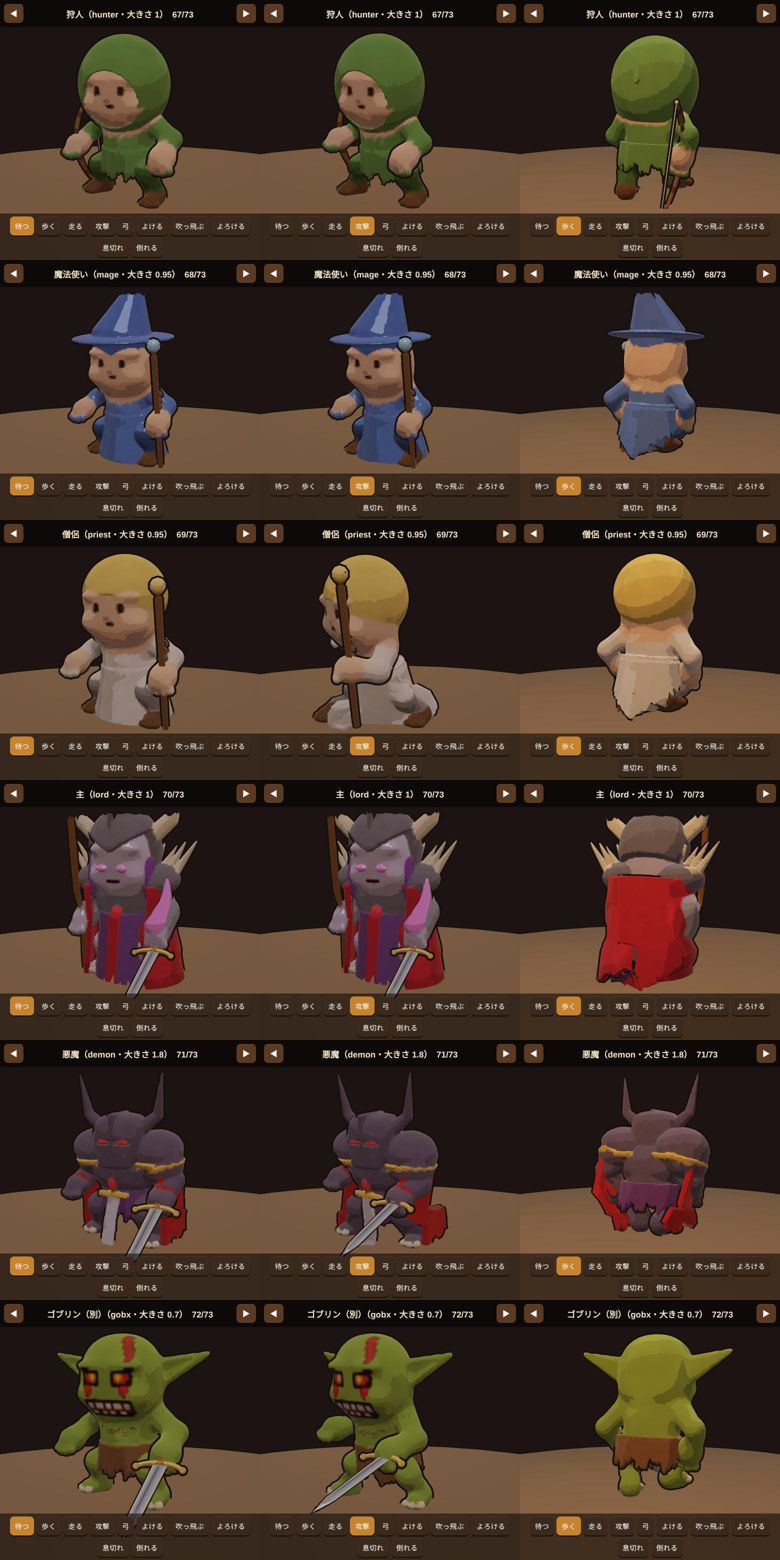 ◀ 狩人（hunter・大きさ 1） 67/73 ▶
待つ 歩く 走る 攻撃 弓 よける 吹っ飛ぶ よろける
息切れ 倒れる
◀ 狩人（hunter・大きさ 1） 67/73 ▶
待つ 歩く 走る 攻撃 弓 よける 吹っ飛ぶ よろける
息切れ 倒れる
◀ 狩人（hunter・大きさ 1） 67/73 ▶
待つ 歩く 走る 攻撃 弓 よける 吹っ飛ぶ よろける
息切れ 倒れる
◀ 魔法使い（mage・大きさ 0.95） 68/73 ▶
待つ 歩く 走る 攻撃 弓 よける 吹っ飛ぶ よろける
息切れ 倒れる
◀ 魔法使い（mage・大きさ 0.95） 68/73 ▶
待つ 歩く 走る 攻撃 弓 よける 吹っ飛ぶ よろける
息切れ 倒れる
◀ 魔法使い（mage・大きさ 0.95） 68/73 ▶
待つ 歩く 走る 攻撃 弓 よける 吹っ飛ぶ よろける
息切れ 倒れる
◀ 僧侶（priest・大きさ 0.95） 69/73 ▶
待つ 歩く 走る 攻撃 弓 よける 吹っ飛ぶ よろける
息切れ 倒れる
◀ 僧侶（priest・大きさ 0.95） 69/73 ▶
待つ 歩く 走る 攻撃 弓 よける 吹っ飛ぶ よろける
息切れ 倒れる
◀ 僧侶（priest・大きさ 0.95） 69/73 ▶
待つ 歩く 走る 攻撃 弓 よける 吹っ飛ぶ よろける
息切れ 倒れる
◀ 主（lord・大きさ 1） 70/73 ▶
待つ 歩く 走る 攻撃 弓 よける 吹っ飛ぶ よろける
息切れ 倒れる
◀ 主（lord・大きさ 1） 70/73 ▶
待つ 歩く 走る 攻撃 弓 よける 吹っ飛ぶ よろける
息切れ 倒れる
◀ 主（lord・大きさ 1） 70/73 ▶
待つ 歩く 走る 攻撃 弓 よける 吹っ飛ぶ よろける
息切れ 倒れる
◀ 悪魔（demon・大きさ 1.8） 71/73 ▶
待つ 歩く 走る 攻撃 弓 よける 吹っ飛ぶ よろける
息切れ 倒れる
◀ 悪魔（demon・大きさ 1.8） 71/73 ▶
待つ 歩く 走る 攻撃 弓 よける 吹っ飛ぶ よろける
息切れ 倒れる
◀ 悪魔（demon・大きさ 1.8） 71/73 ▶
待つ 歩く 走る 攻撃 弓 よける 吹っ飛ぶ よろける
息切れ 倒れる
◀ ゴブリン（別）（gobx・大きさ 0.7） 72/73 ▶
待つ 歩く 走る 攻撃 弓 よける 吹っ飛ぶ よろける
息切れ 倒れる
◀ ゴブリン（別）（gobx・大きさ 0.7） 72/73 ▶
待つ 歩く 走る 攻撃 弓 よける 吹っ飛ぶ よろける
息切れ 倒れる
◀ ゴブリン（別）（gobx・大きさ 0.7） 72/73 ▶
待つ 歩く 走る 攻撃 弓 よける 吹っ飛ぶ よろける
息切れ 倒れる